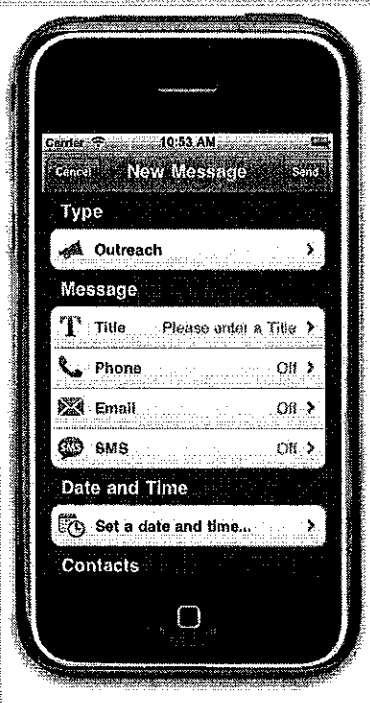 Carrier 10:53 AM
Cancel New Message Send
Type
Outreach
Message
Title Please enter a Title
Phone Off
Email Off
SMS Off
Date and Time
Set a date and time...
Contacts